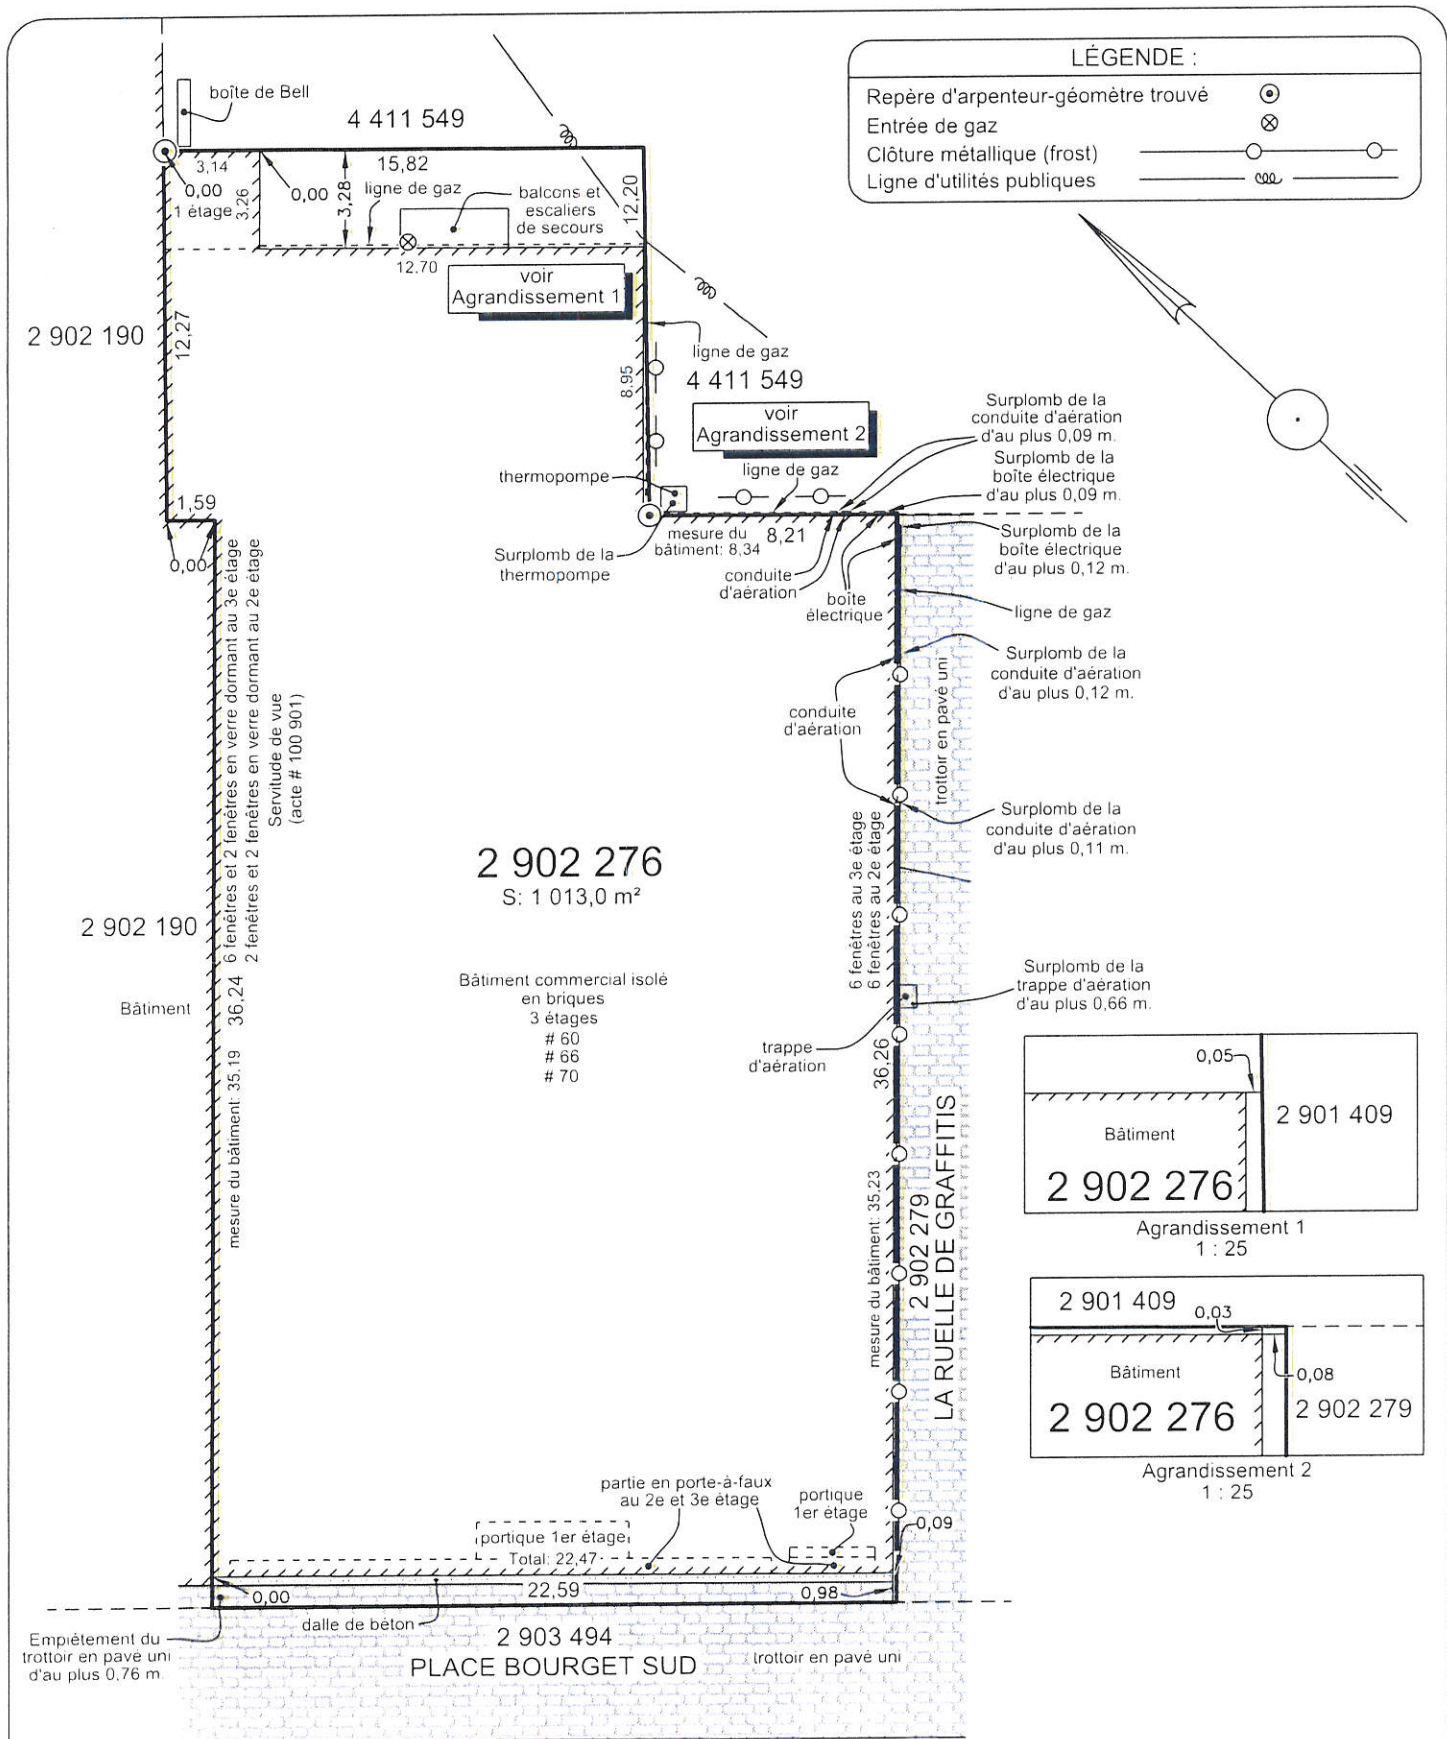 LÉGENDE :
Repère d'arpenteur-géomètre trouvé
Entrée de gaz
Clôture métallique (frost)
Ligne d'utilités publiques
boîte de Bell
4 411 549
3,14
15,82
0,00
1 étage
3,26
0,00
3,28
ligne de gaz
balcons et
escaliers
de secours
12,20
12.70
voir
Agrandissement 1
2 902 190
12,27
ligne de gaz
8.95
4 411 549
voir
Agrandissement 2
ligne de gaz
Surplomb de la
conduite d'aération
d'au plus 0,09 m.
Surplomb de la
boîte électrique
d'au plus 0,09 m.
thermopompe
1,59
0,00
Surplomb de la
thermopompe
mesure du
bâtiment: 8,34
8,21
conduite
d'aération
boîte
électrique
Surplomb de la
boîte électrique
d'au plus 0,12 m.
ligne de gaz
Surplomb de la
conduite d'aération
d'au plus 0,12 m.
6 fenêtres et 2 fenêtres en verre dormant au 3e étage
2 fenêtres et 2 fenêtres en verre dormant au 2e étage
Servitude de vue
(acte # 100 901)
conduite
d'aération
trottoir en pavé uni
Surplomb de la
conduite d'aération
d'au plus 0,11 m.
2 902 276
S: 1 013,0 m²
6 fenêtres au 3e étage
6 fenêtres au 2e étage
2 902 190
Bâtiment
36,24
mesure du bâtiment: 35.19
Bâtiment commercial isolé
en briques
3 étages
# 60
# 66
# 70
Surplomb de la
trappe d'aération
d'au plus 0,66 m.
trappe
d'aération
36,26
mesure du bâtiment: 35,23
2 902 279
LA RUELLE DE GRAFFITIS
0,05
2 901 409
Bâtiment
2 902 276
Agrandissement 1
1 : 25
2 901 409
0,03
Bâtiment
0,08
2 902 276
2 902 279
Agrandissement 2
1 : 25
partie en porte-à-faux
au 2e et 3e étage
portique
1er étage
portique 1er étage
Total: 22,47
0,09
0,00
22,59
0,98
dalle de béton
Empiétement du
trottoir en pavé uni
d'au plus 0,76 m.
2 903 494
PLACE BOURGET SUD
trottoir en pavé uni